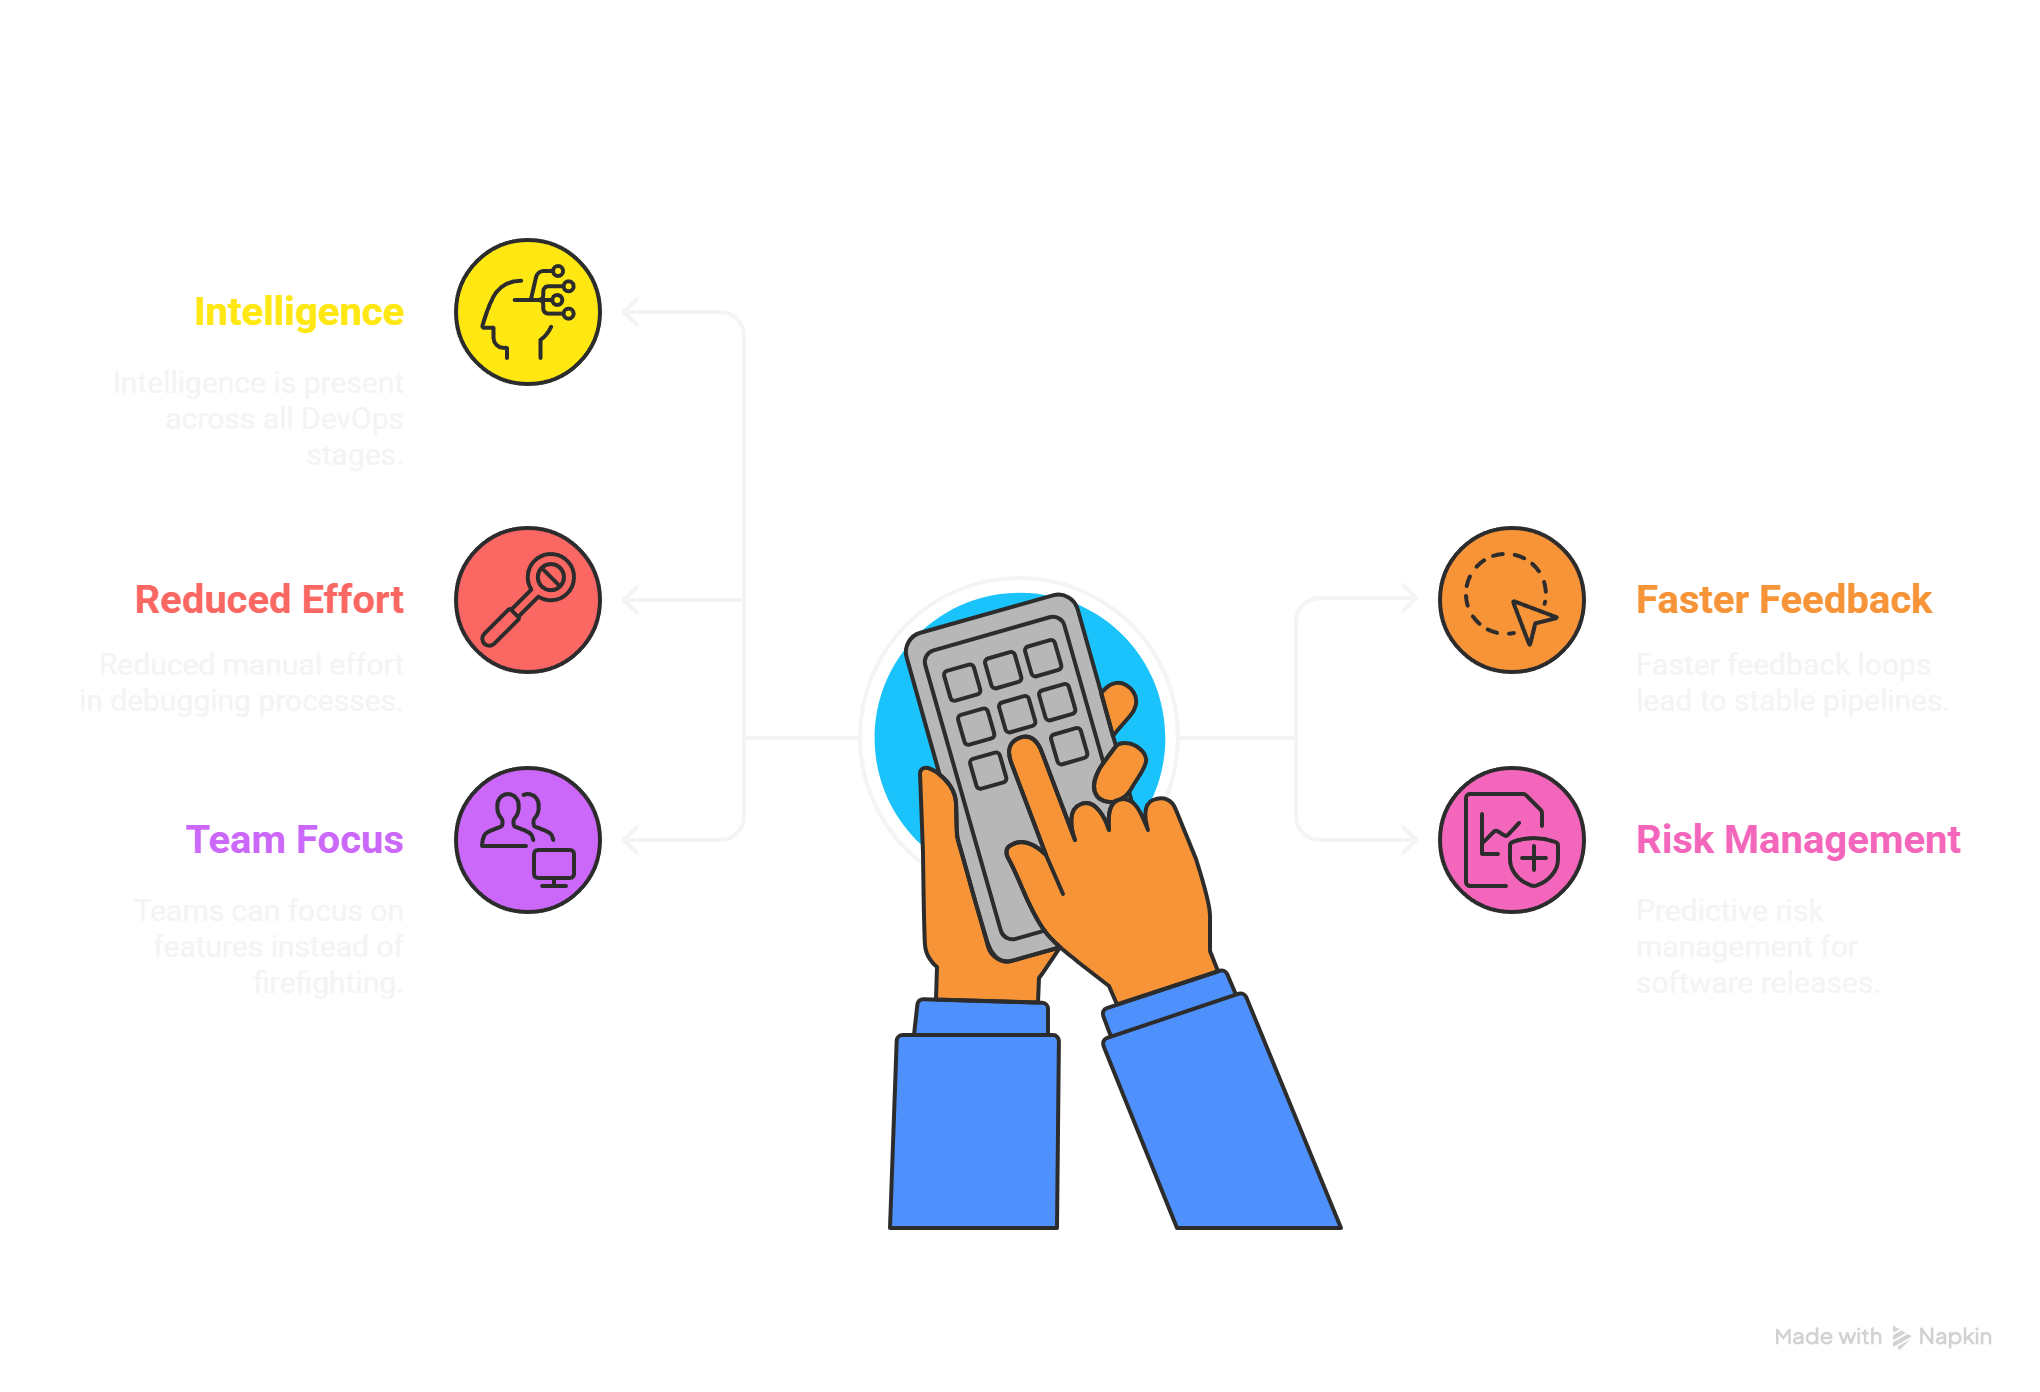 Intelligence
Intelligence is present
across all DevOps
stages.
Reduced Effort
Reduced manual effort
in debugging processes.
Team Focus
Teams can focus on
features instead of
firefighting.
Faster Feedback
Faster feedback loops
lead to stable pipelines.
Risk Management
Predictive risk
management for
software releases.
Made with Napkin